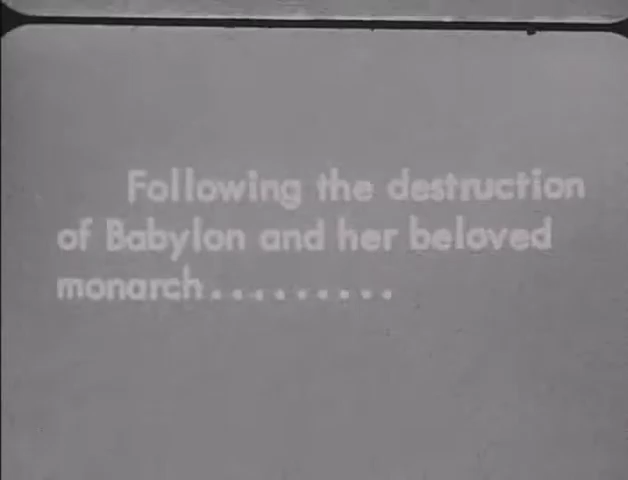 Following the destruction
of Babylon and her beloved
monarch..........